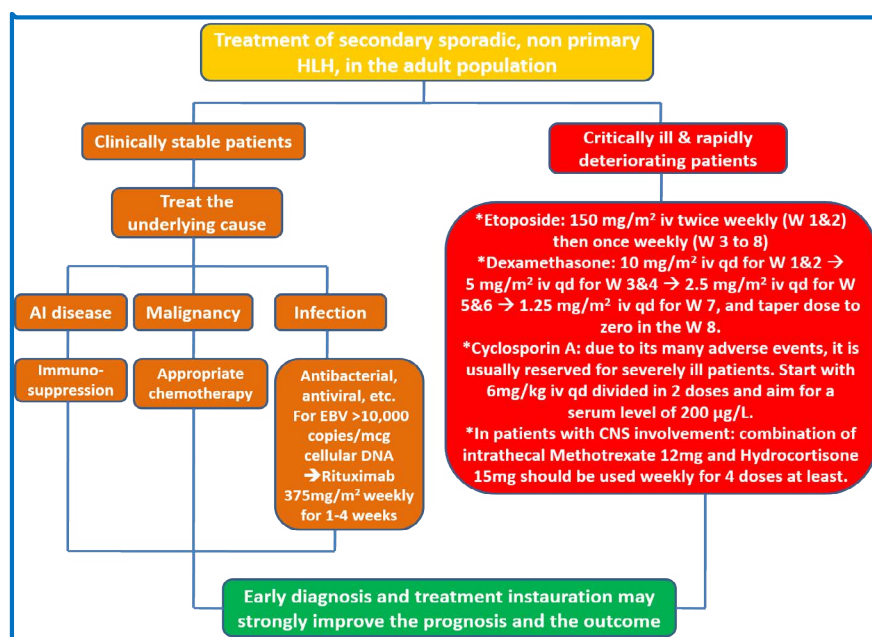 Treatment of secondary sporadic, non primary
HLH, in the adult population
Clinically stable patients
Critically ill & rapidly
deteriorating patients
Treat the
underlying cause
*Etoposide: 150 mg/m² iv twice weekly (W 1&2)
then once weekly (W 3 to 8)
*Dexamethasone: 10 mg/m² iv qd for W 1&2 →
5 mg/m² iv qd for W 3&4 → 2.5 mg/m² iv qd for W
5&6 → 1.25 mg/m² iv qd for W 7, and taper dose to
zero in the W 8.
*Cyclosporin A: due to its many adverse events, it is
usually reserved for severely ill patients. Start with
6mg/kg iv qd divided in 2 doses and aim for a
serum level of 200 µg/L.
*In patients with CNS involvement: combination of
intrathecal Methotrexate 12mg and Hydrocortisone
15mg should be used weekly for 4 doses at least.
AI disease
Malignancy
Infection
Immuno-
suppression
Appropriate
chemotherapy
Antibacterial,
antiviral, etc.
For EBV >10,000
copies/mcg
cellular DNA
→Rituximab
375mg/m² weekly
for 1-4 weeks
Early diagnosis and treatment instauration may
strongly improve the prognosis and the outcome